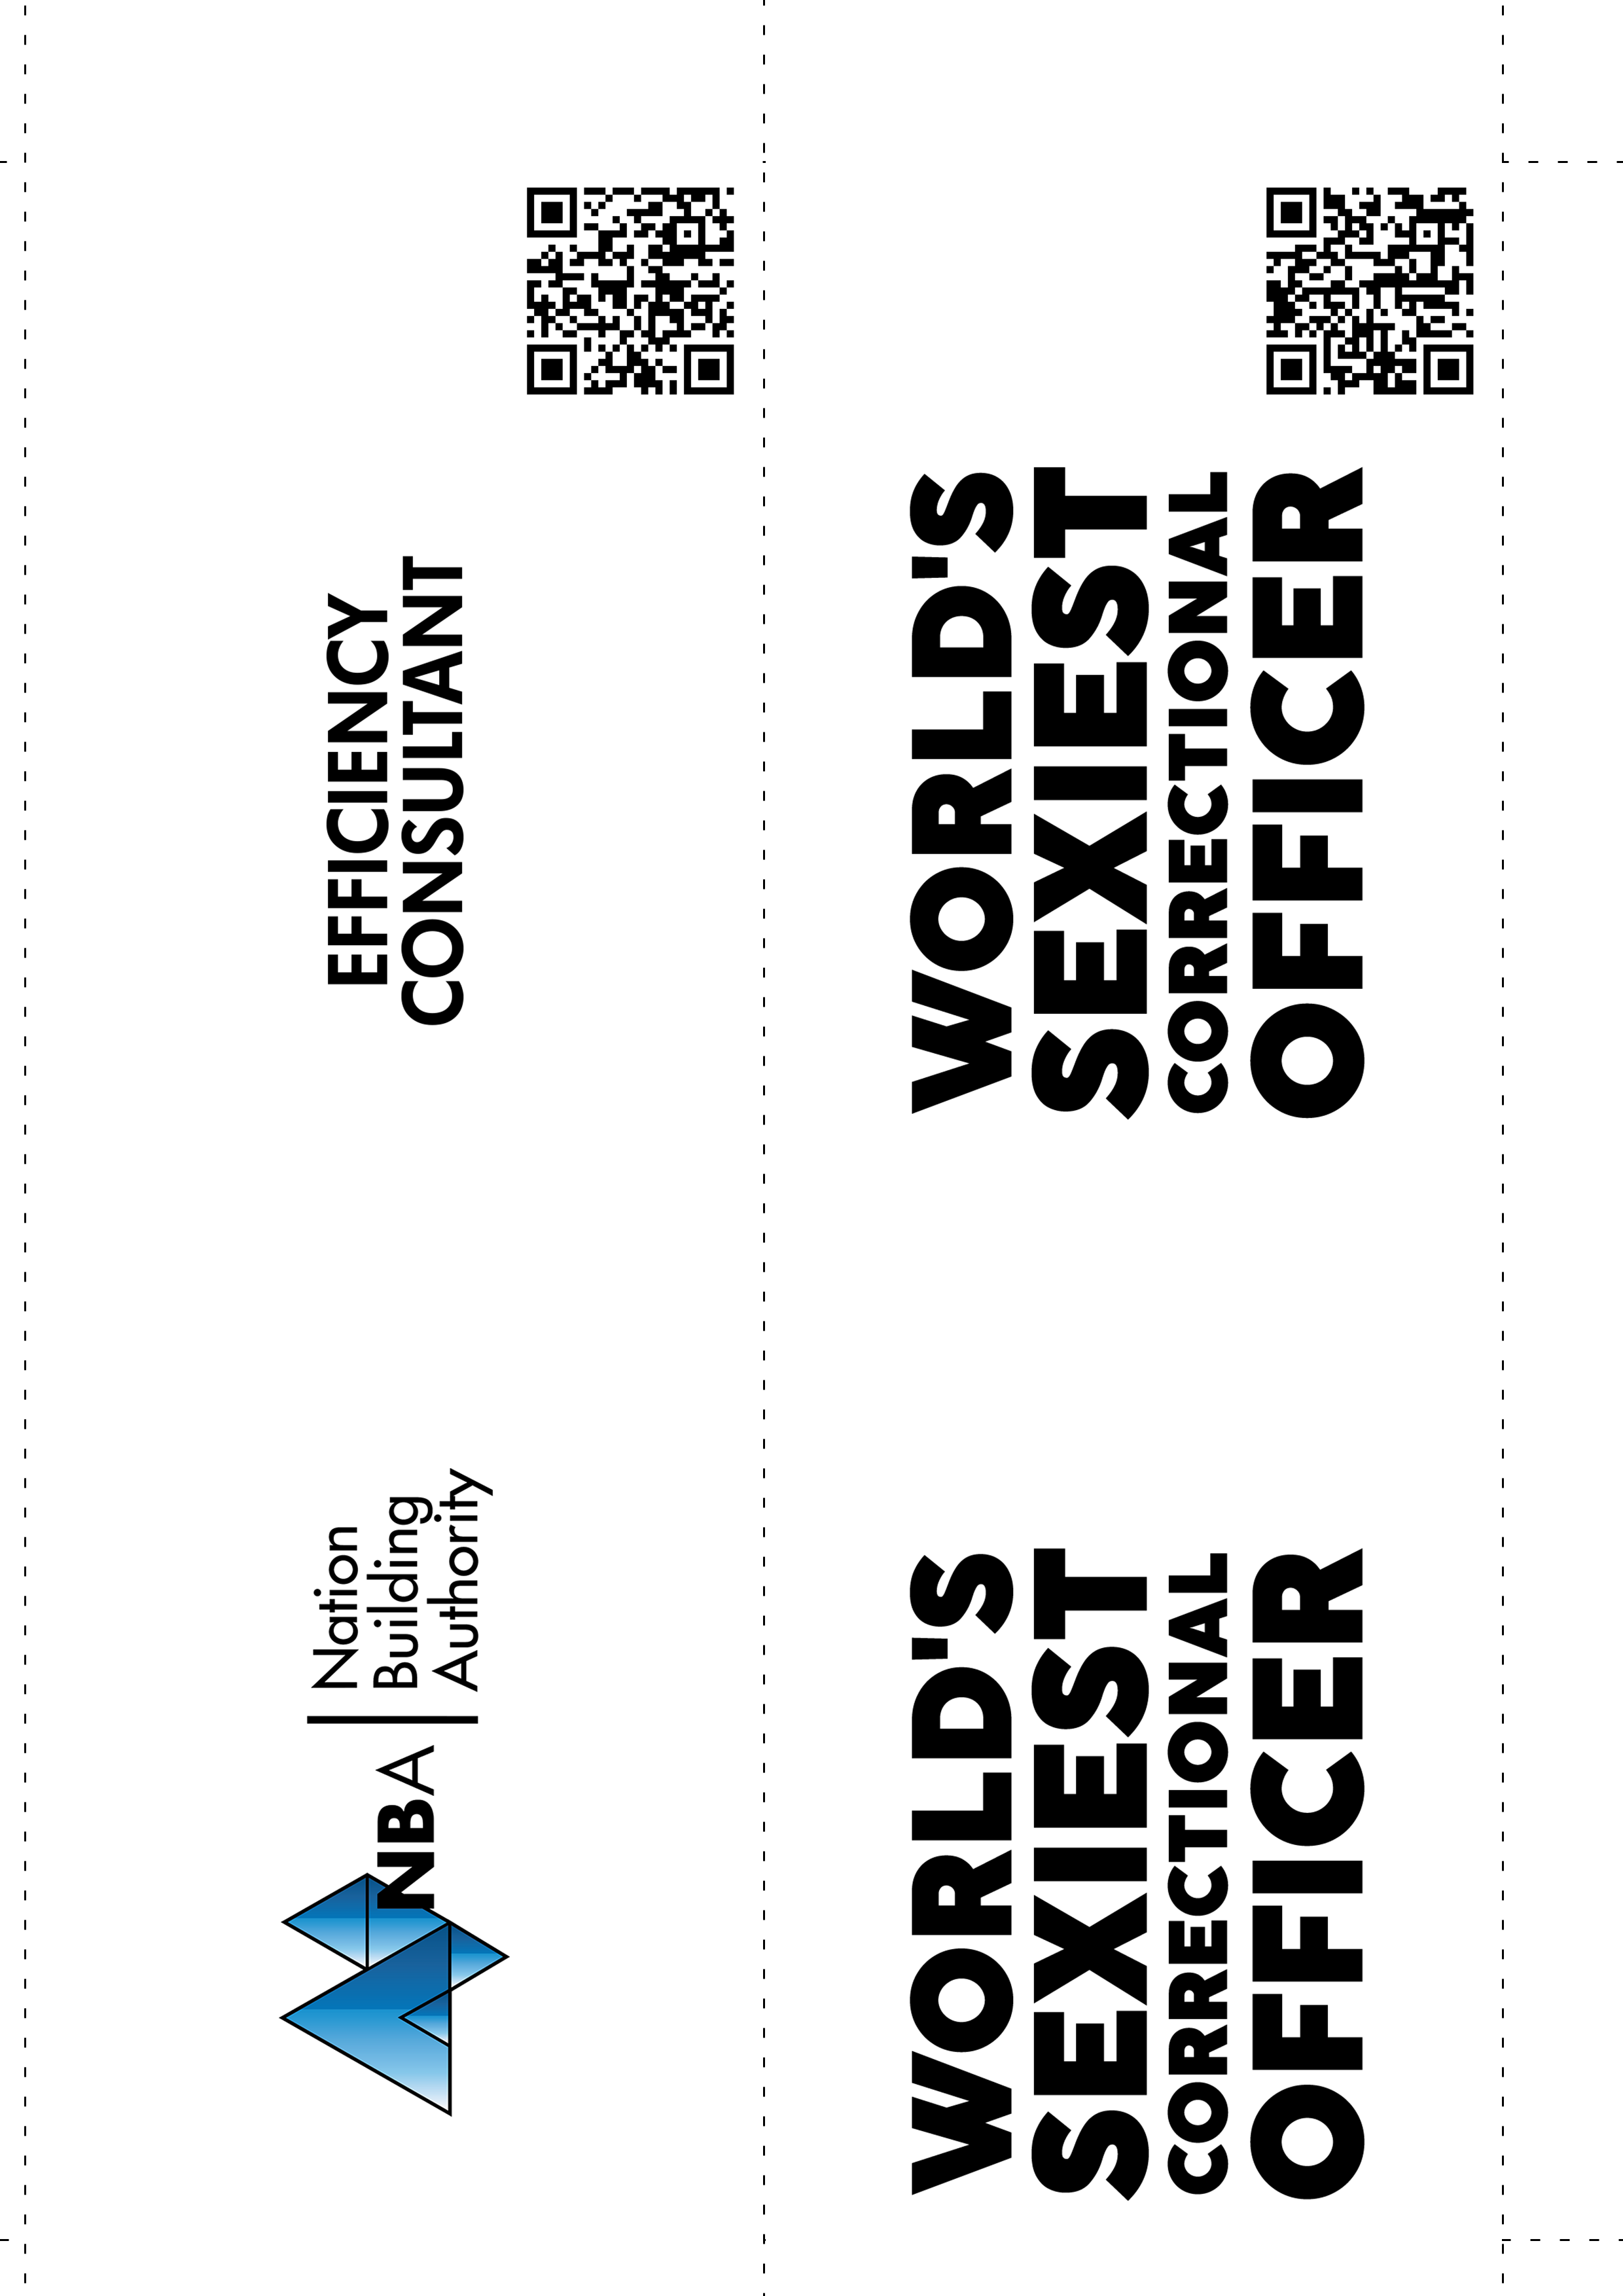 EFFICIENCY
CONSULTANT
NBA
Nation
Building
Authority
WORLD'S
SEXIEST
CORRECTIONAL
OFFICER
WORLD'S
SEXIEST
CORRECTIONAL
OFFICER